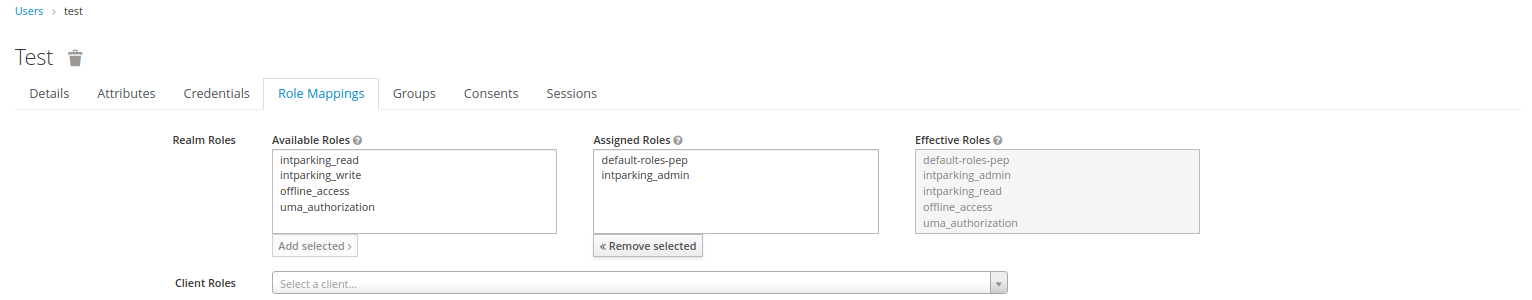 Users › test
Test
Details Attributes Credentials Role Mappings Groups Consents Sessions
Realm Roles
Available Roles
intparking_read
intparking_write
offline_access
uma_authorization
Add selected ›
Assigned Roles
default-roles-pep
intparking_admin
« Remove selected
Effective Roles
default-roles-pep
intparking_admin
intparking_read
offline_access
uma_authorization
Client Roles
Select a client...